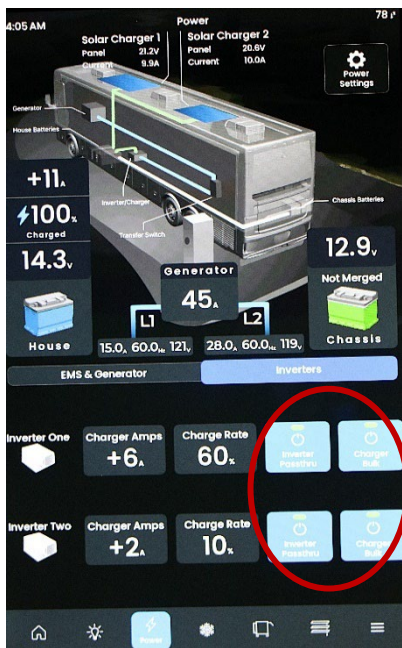 4:05 AM
Power
78 F
Solar Charger 1
Panel 21.2V
Current 9.9A
Solar Charger 2
Panel 20.6V
Current 10.0A
Power
Settings
Generator
House Batteries
Inverter/Charger
Transfer Switch
Chassis Batteries
+11A
100%
Charged
14.3V
House
Generator
45A
L1
L2
15.0A 60.0Hz 121V
28.0A 60.0Hz 119V
12.9V
Not Merged
Chassis
EMS & Generator
Inverters
Inverter One
Charger Amps
+6A
Charge Rate
60%
Inverter
Passthru
Charger
Bulk
Inverter Two
Charger Amps
+2A
Charge Rate
10%
Inverter
Passthru
Charger
Bulk
Power